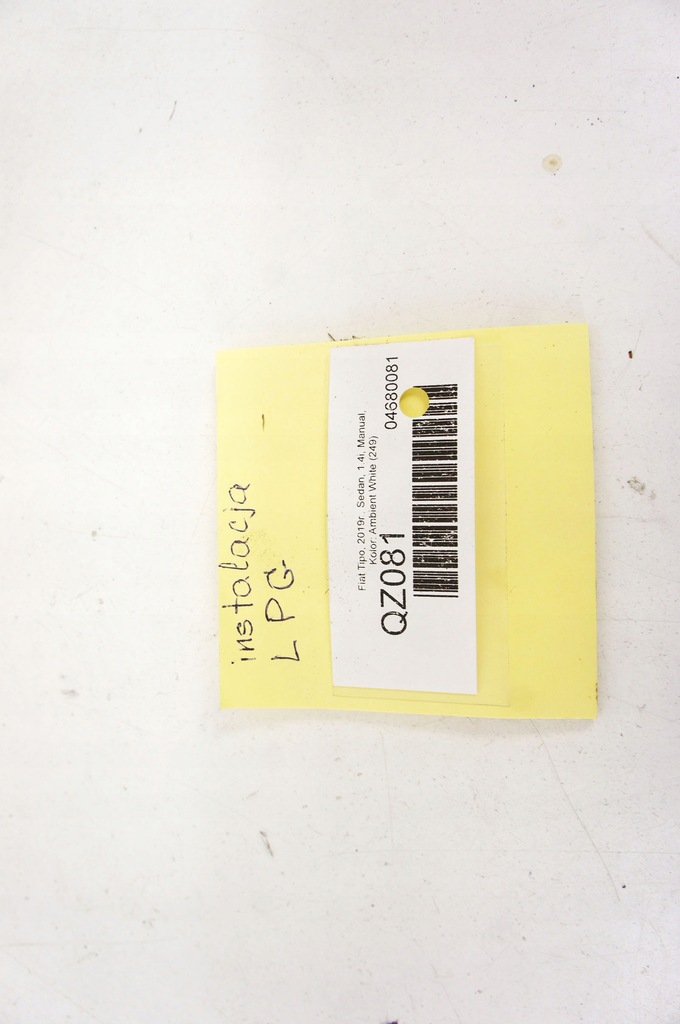 instalacja
LPG
Fiat Tipo, 2019r., Sedan, 1.4i, Manual,
Kolor: Ambient White (249)
QZ081
04680081